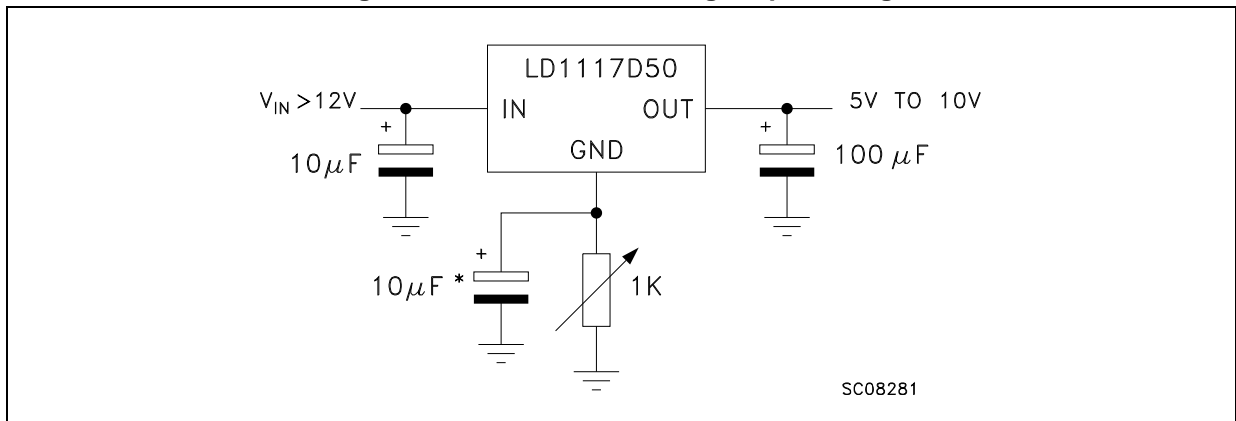 LD1117D50
V_IN >12V
IN
OUT
5V TO 10V
GND
+
10μF
+
100 μF
+
10μF *
1K
SC08281